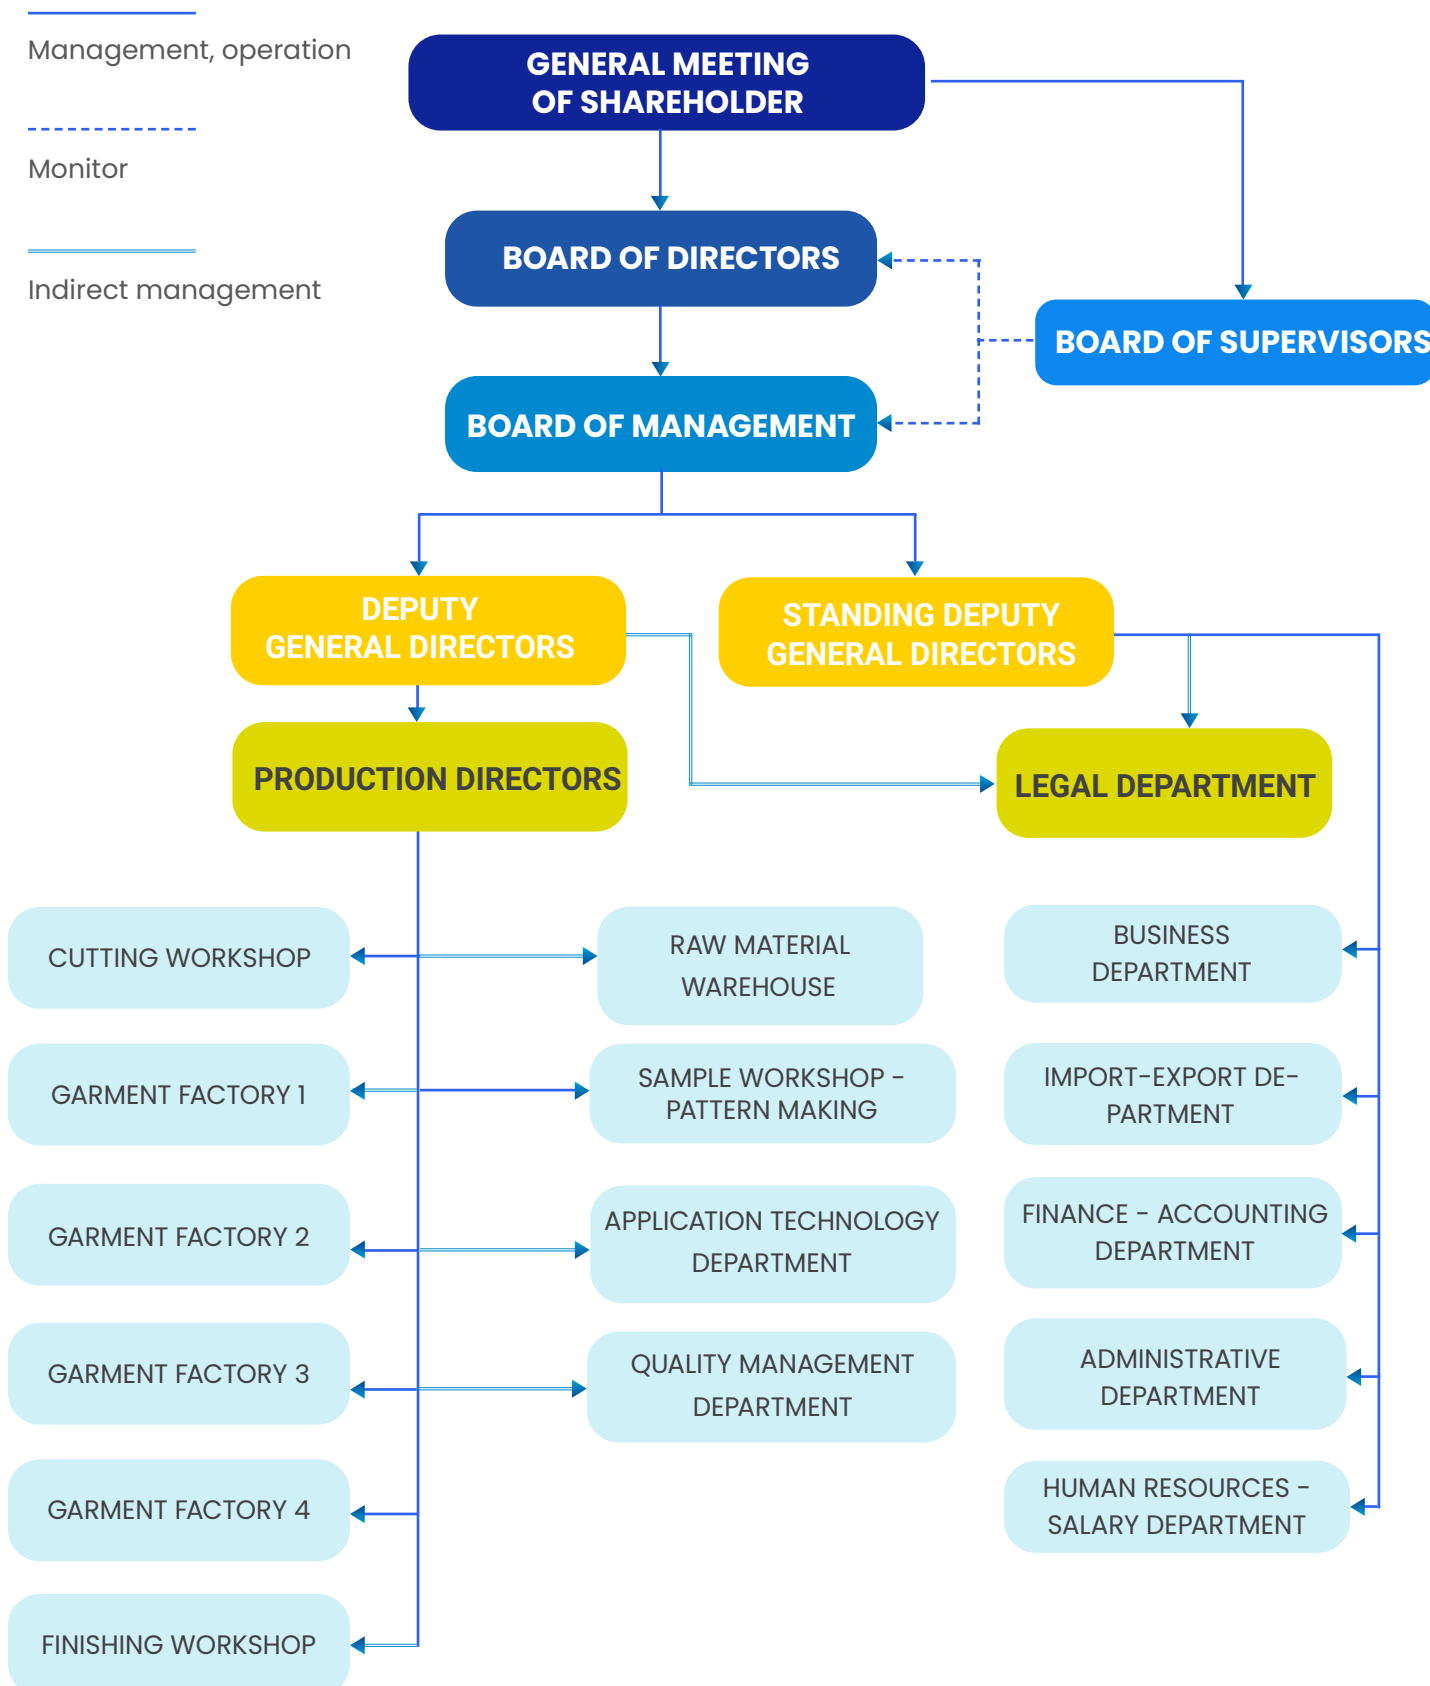 Management, operation
Monitor
Indirect management
GENERAL MEETING
OF SHAREHOLDER
BOARD OF DIRECTORS
BOARD OF SUPERVISORS
BOARD OF MANAGEMENT
DEPUTY
GENERAL DIRECTORS
STANDING DEPUTY
GENERAL DIRECTORS
PRODUCTION DIRECTORS
LEGAL DEPARTMENT
CUTTING WORKSHOP
GARMENT FACTORY 1
GARMENT FACTORY 2
GARMENT FACTORY 3
GARMENT FACTORY 4
FINISHING WORKSHOP
RAW MATERIAL
WAREHOUSE
SAMPLE WORKSHOP -
PATTERN MAKING
APPLICATION TECHNOLOGY
DEPARTMENT
QUALITY MANAGEMENT
DEPARTMENT
BUSINESS
DEPARTMENT
IMPORT-EXPORT DE-
PARTMENT
FINANCE - ACCOUNTING
DEPARTMENT
ADMINISTRATIVE
DEPARTMENT
HUMAN RESOURCES -
SALARY DEPARTMENT